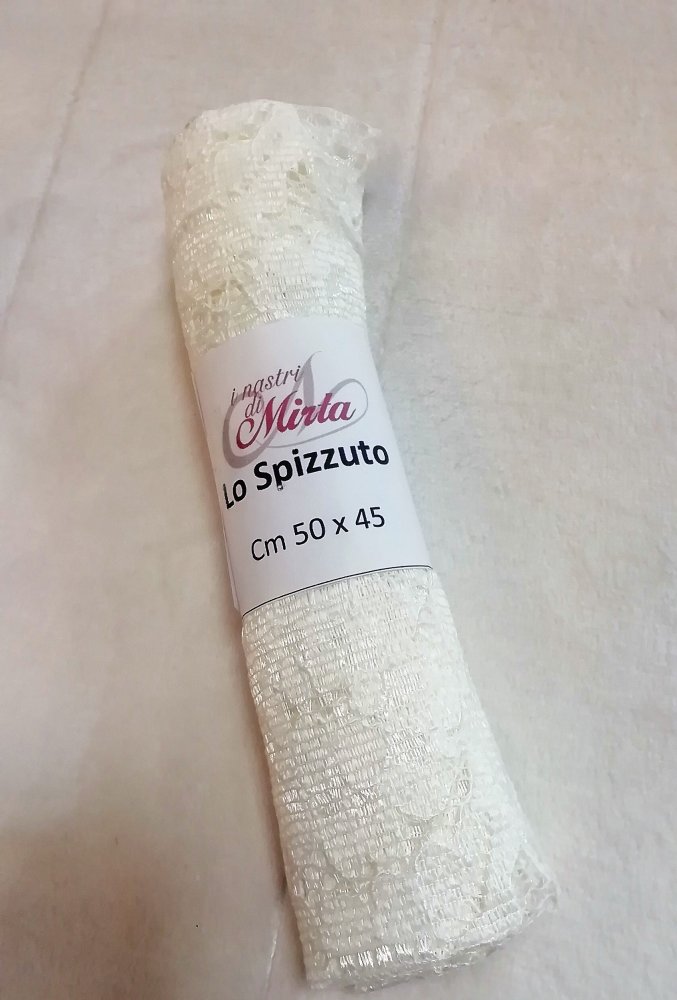 i nastri
di
Mirta
Lo Spizzuto
Cm 50 x 45